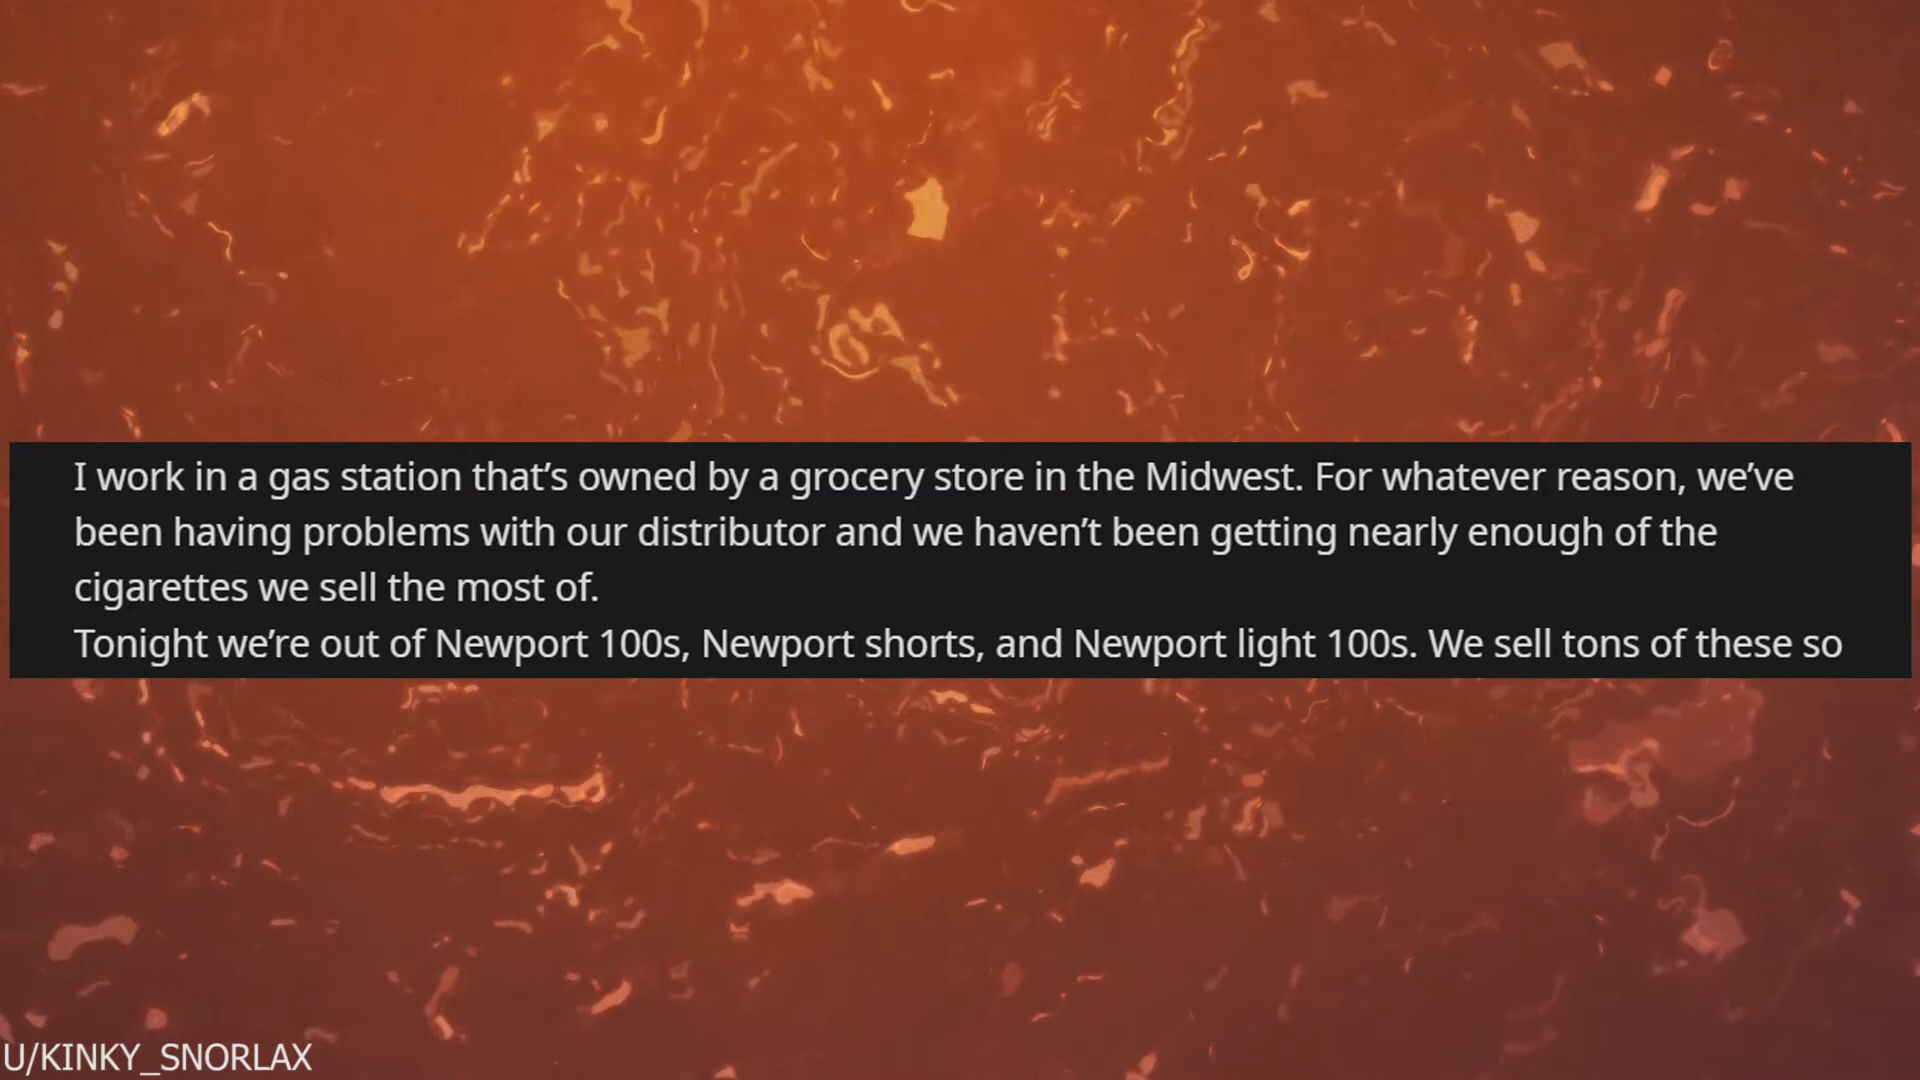 I work in a gas station that’s owned by a grocery store in the Midwest. For whatever reason, we’ve
been having problems with our distributor and we haven’t been getting nearly enough of the
cigarettes we sell the most of.
Tonight we’re out of Newport 100s, Newport shorts, and Newport light 100s. We sell tons of these so
U/KINKY_SNORLAX